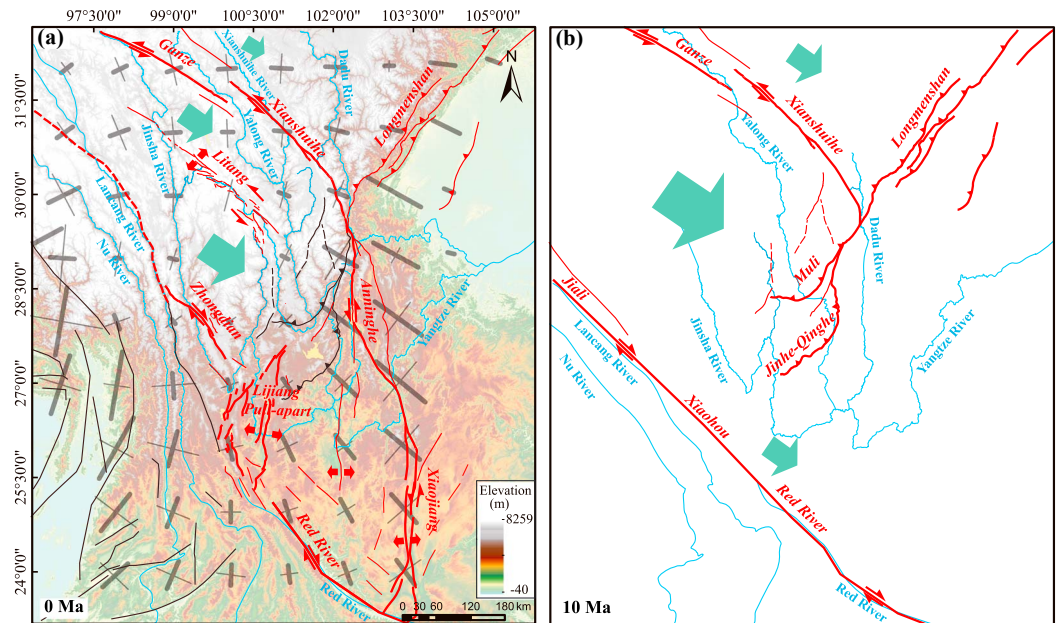 97°30'0"
99°0'0"
100°30'0"
102°0'0"
103°30'0"
105°0'0"
(a)
Ganze
Xianshuihe River
Dadu River
N
31°30'0"
30°0'0"
28°30'0"
27°0'0"
25°30'0"
24°0'0"
Jinsha River
Yalong River
Xianshuihe
Longmenshan
Litang
Lancang River
Nu River
Zhongdian
Anninghe
Yangtze River
Lijiang
Pull-apart
Xiaojiang
Red River
Red River
Elevation
(m)
-8259
-40
0 30 60 120 180 km
0 Ma
(b)
Ganze
Xianshuihe
Longmenshan
Yalong River
Dadu River
Muli
Jinhe-Qinghe
Jinsha River
Yangtze River
Jiali
Lancang River
Nu River
Xiaohou
Red River
Red River
10 Ma